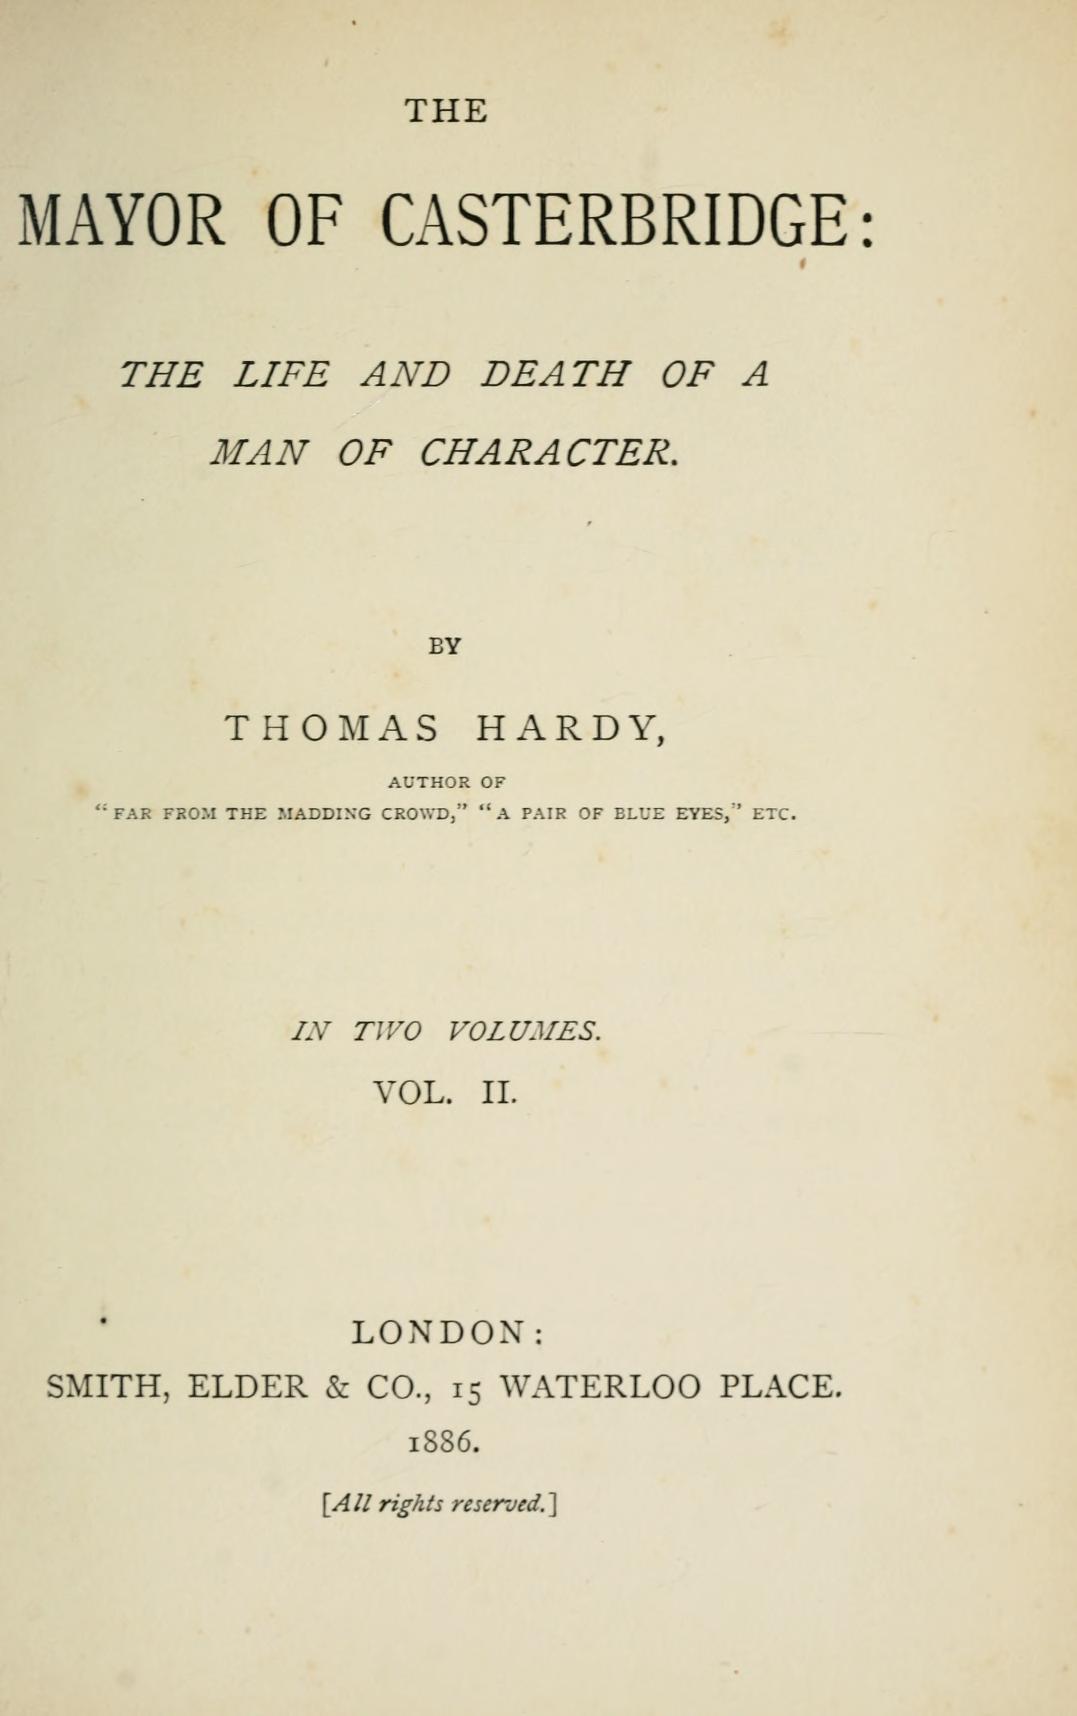 THE
MAYOR OF CASTERBRIDGE:
THE LIFE AND DEATH OF A
MAN OF CHARACTER.
BY
THOMAS HARDY,
AUTHOR OF
“FAR FROM THE MADDING CROWD,” “A PAIR OF BLUE EYES,” ETC.
IN TWO VOLUMES.
VOL. II.
LONDON:
SMITH, ELDER & CO., 15 WATERLOO PLACE.
1886.
[All rights reserved.]